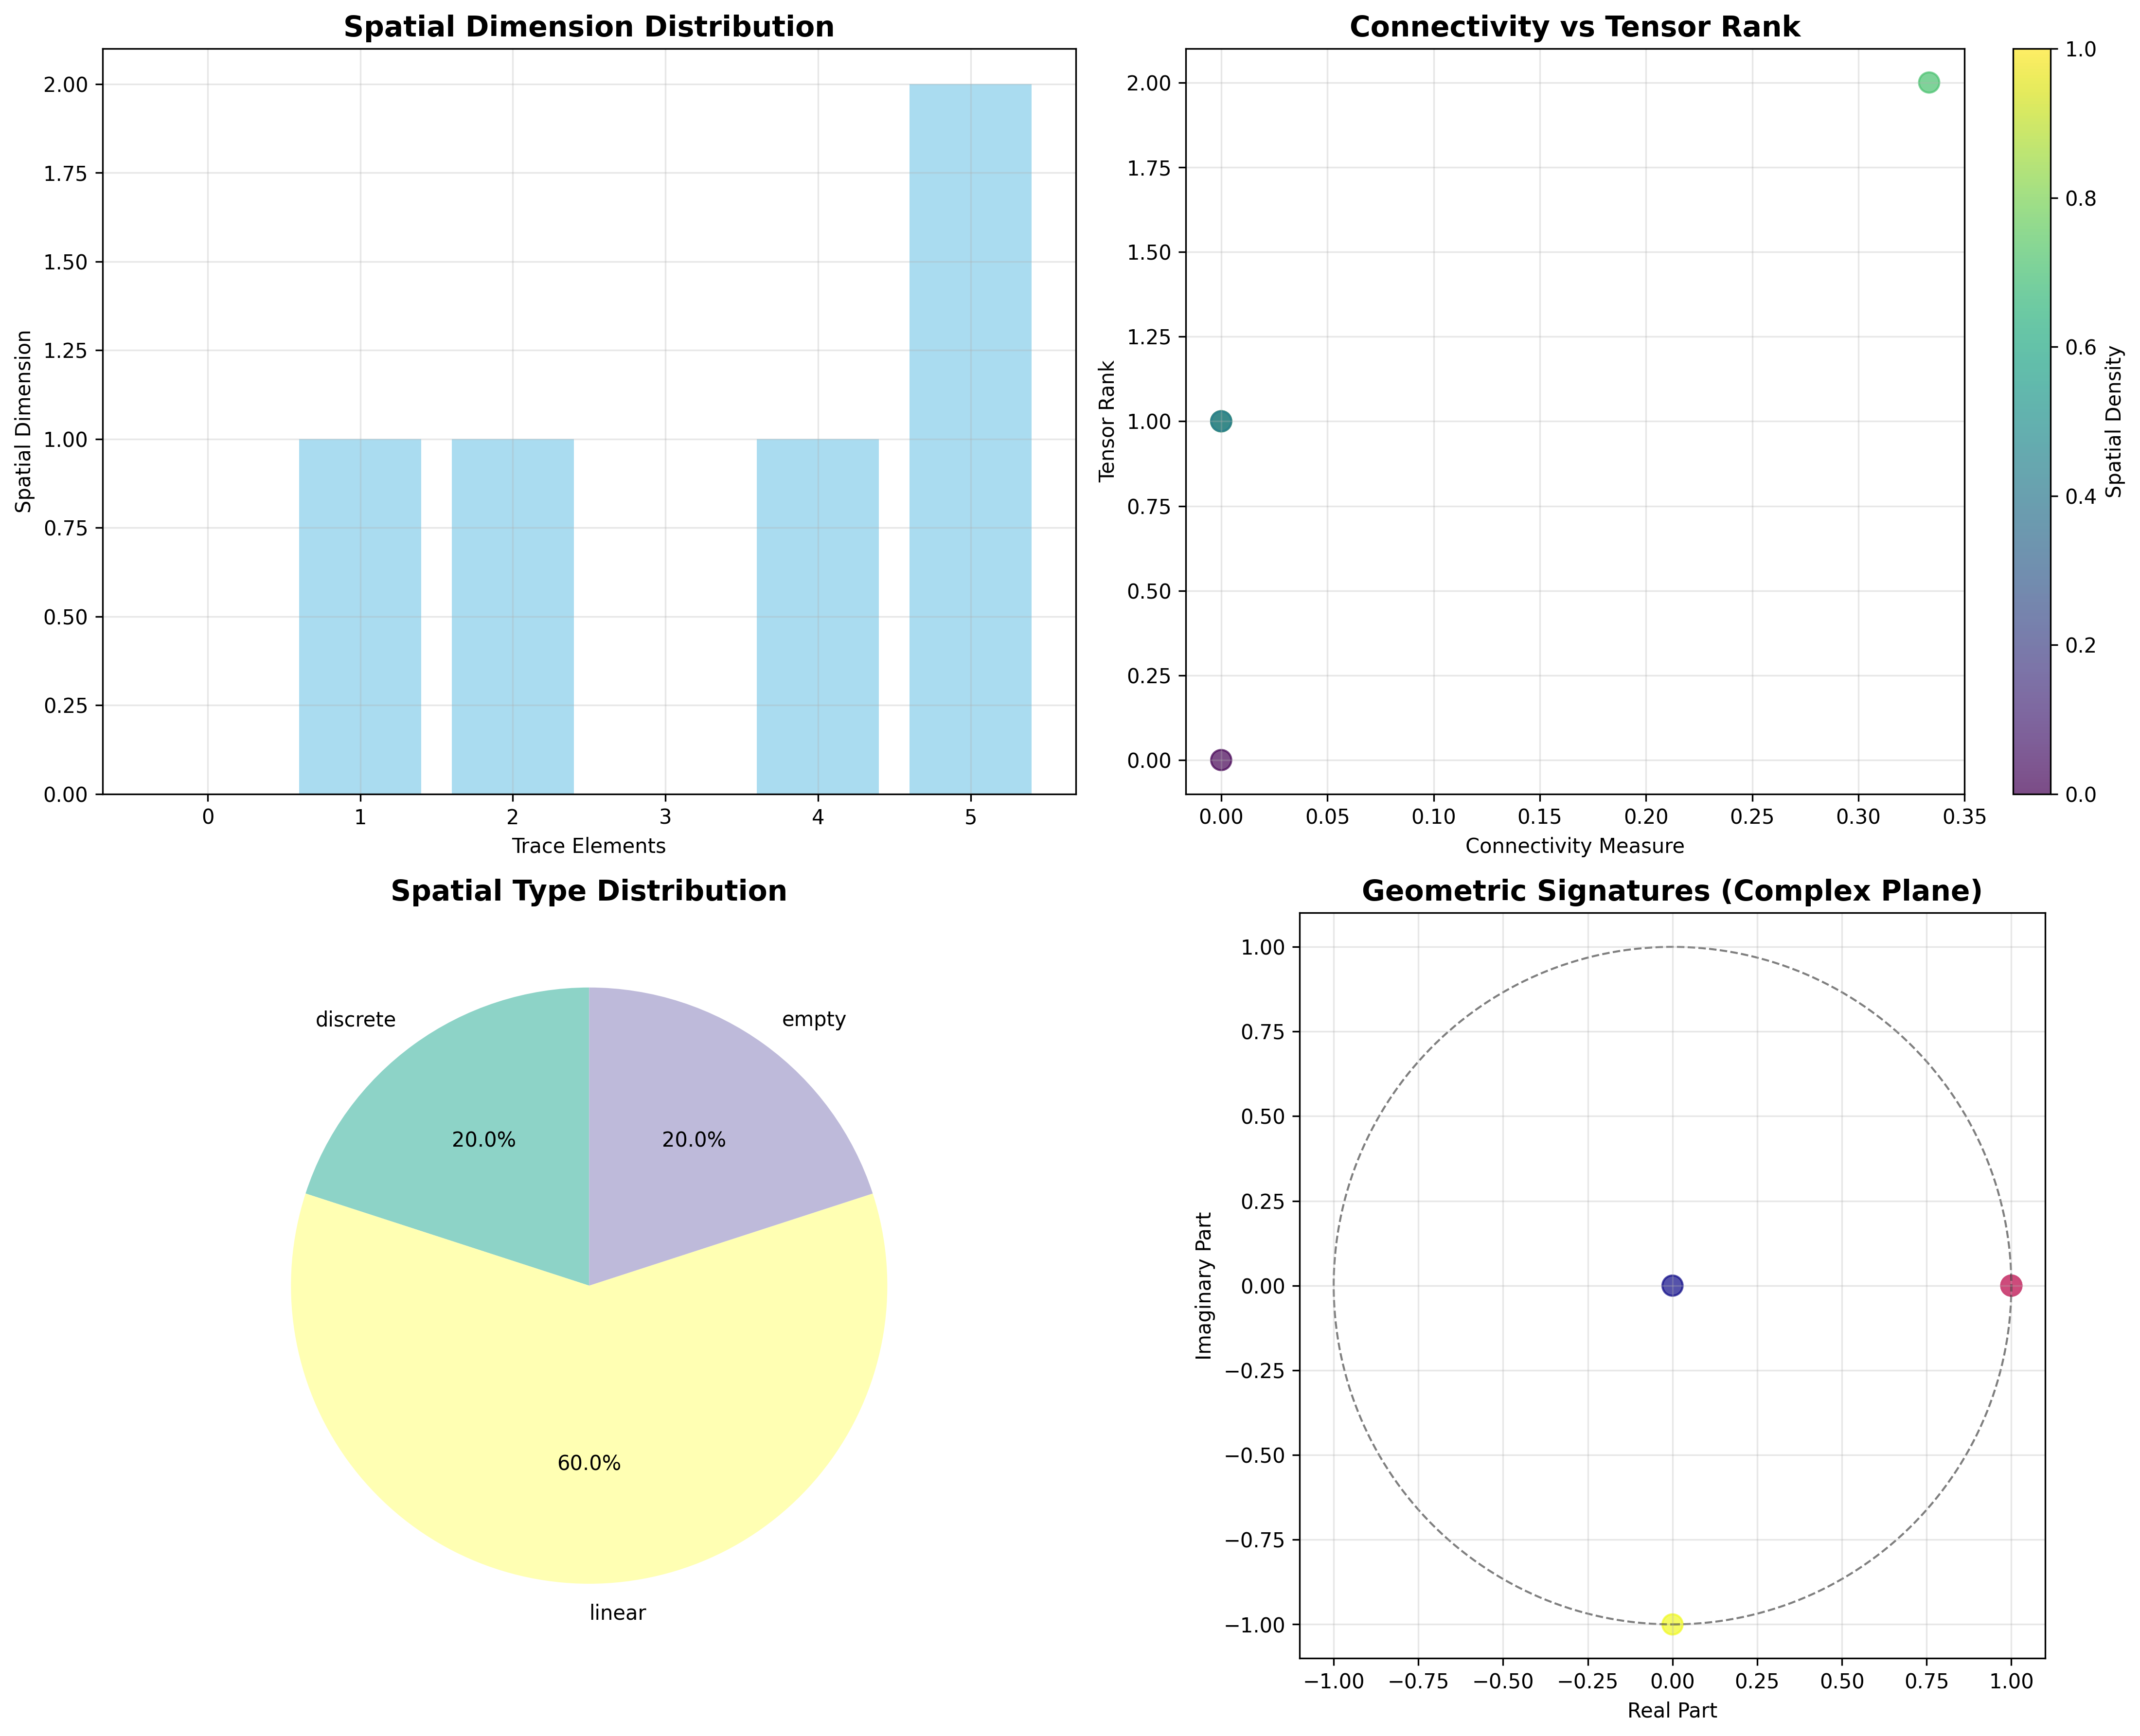 Spatial Dimension Distribution
2.00
1.75
1.50
1.25
1.00
0.75
0.50
0.25
0.00
Spatial Dimension
0 1 2 3 4 5
Trace Elements
Connectivity vs Tensor Rank
2.00
1.75
1.50
1.25
1.00
0.75
0.50
0.25
0.00
Tensor Rank
0.00 0.05 0.10 0.15 0.20 0.25 0.30 0.35
Connectivity Measure
1.0
0.8
0.6
0.4
0.2
0.0
Spatial Density
Spatial Type Distribution
discrete
empty
20.0%
20.0%
60.0%
linear
Geometric Signatures (Complex Plane)
1.00
0.75
0.50
0.25
0.00
−0.25
−0.50
−0.75
−1.00
Imaginary Part
−1.00 −0.75 −0.50 −0.25 0.00 0.25 0.50 0.75 1.00
Real Part